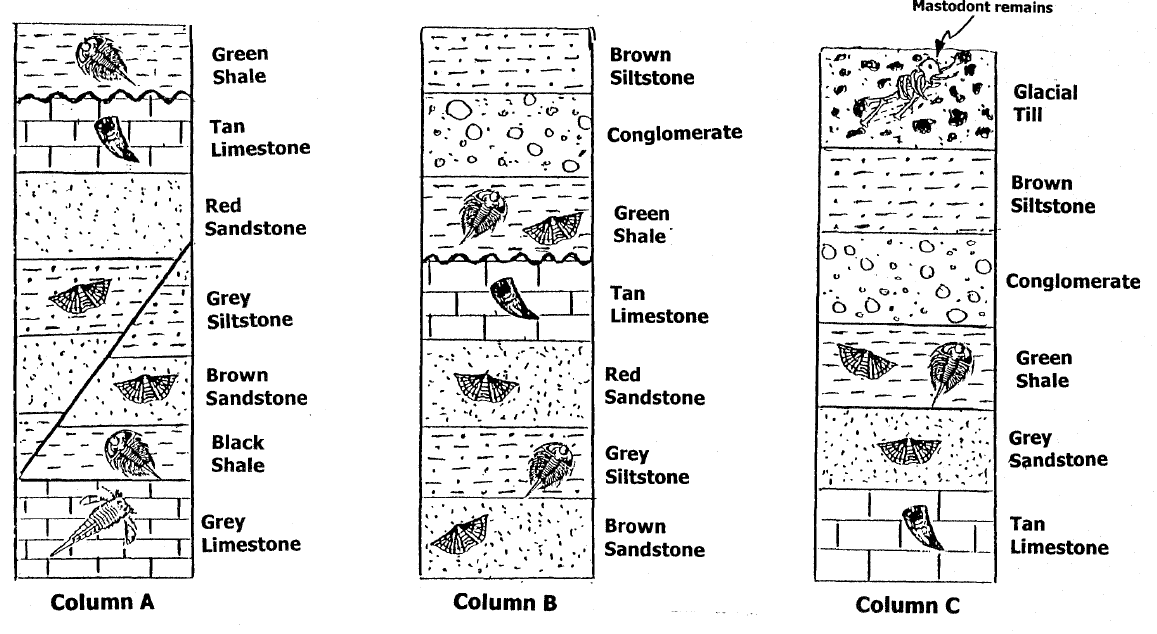 Green
Shale
Tan
Limestone
Red
Sandstone
Grey
Siltstone
Brown
Sandstone
Black
Shale
Grey
Limestone
Column A
Brown
Siltstone
Conglomerate
Green
Shale
Tan
Limestone
Red
Sandstone
Grey
Siltstone
Brown
Sandstone
Column B
Mastodont remains
Glacial
Till
Brown
Siltstone
Conglomerate
Green
Shale
Grey
Sandstone
Tan
Limestone
Column C